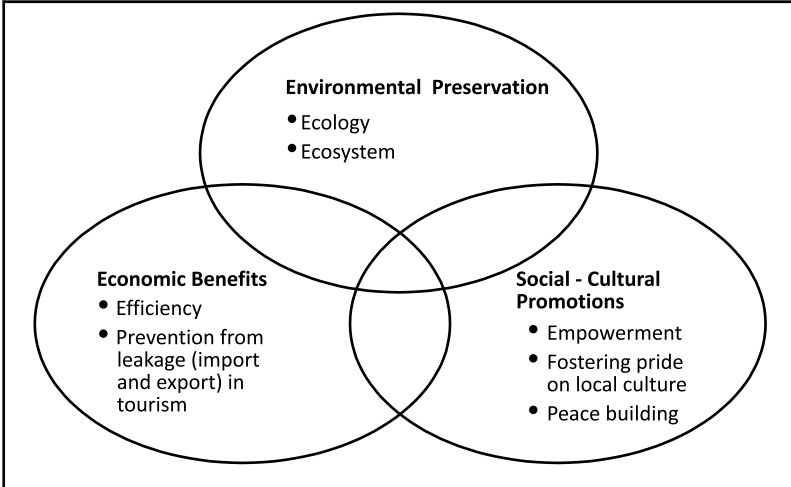 Environmental Preservation
• Ecology
• Ecosystem
Economic Benefits
• Efficiency
• Prevention from
leakage (import
and export) in
tourism
Social - Cultural
Promotions
• Empowerment
• Fostering pride
on local culture
• Peace building